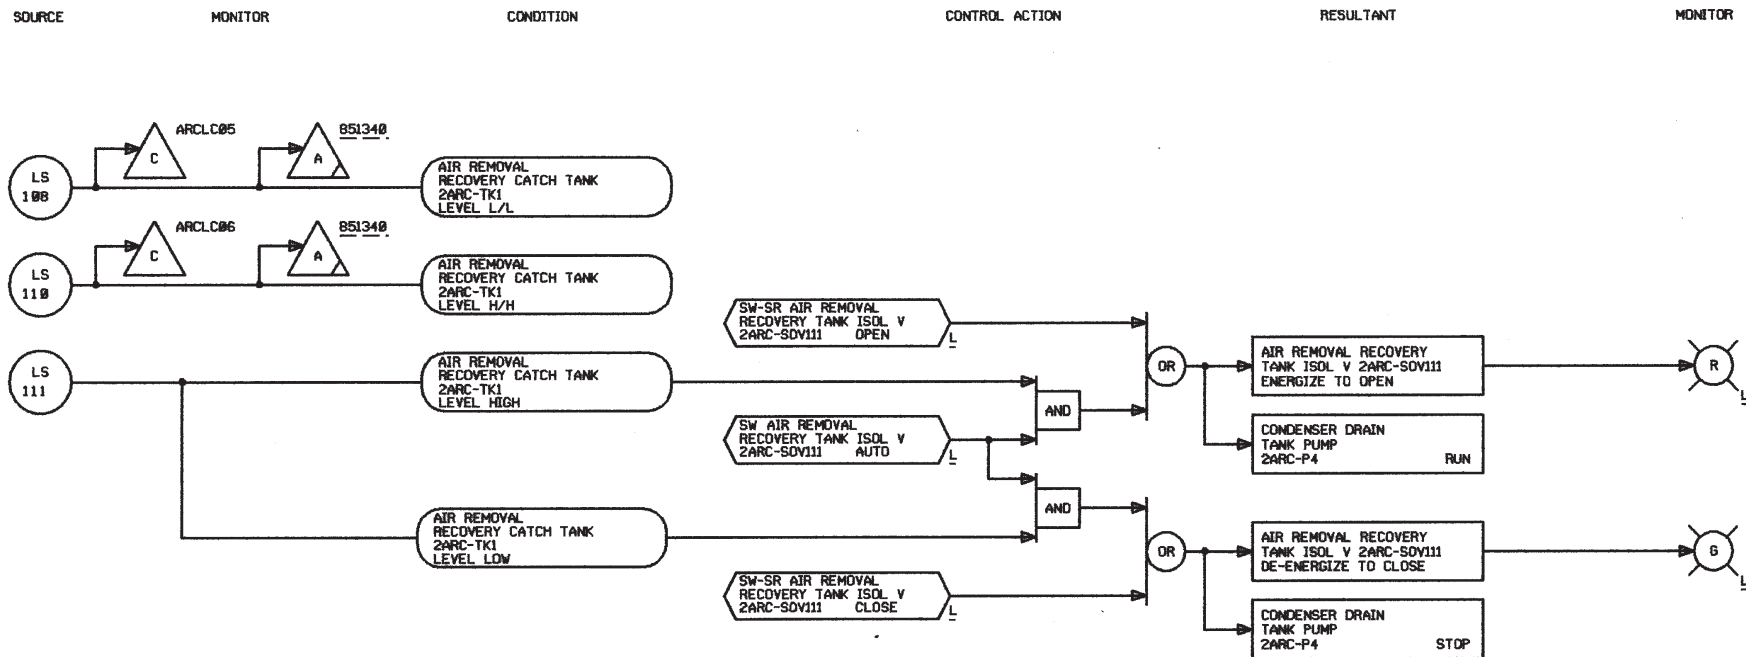 SOURCE MONITOR CONDITION CONTROL ACTION RESULTANT MONITOR
ARCLC05
851340
C
A
LS
108
AIR REMOVAL
RECOVERY CATCH TANK
2ARC-TK1
LEVEL L/L
ARCLC06
851340
C
A
LS
110
AIR REMOVAL
RECOVERY CATCH TANK
2ARC-TK1
LEVEL H/H
SW-SR AIR REMOVAL
RECOVERY TANK ISOL V
2ARC-SOV111 OPEN
L
LS
111
AIR REMOVAL
RECOVERY CATCH TANK
2ARC-TK1
LEVEL HIGH
OR
AIR REMOVAL RECOVERY
TANK ISOL V 2ARC-SOV111
ENERGIZE TO OPEN
R
L
AND
SW AIR REMOVAL
RECOVERY TANK ISOL V
2ARC-SOV111 AUTO
L
CONDENSER DRAIN
TANK PUMP
2ARC-P4 RUN
AND
AIR REMOVAL
RECOVERY CATCH TANK
2ARC-TK1
LEVEL LOW
OR
AIR REMOVAL RECOVERY
TANK ISOL V 2ARC-SOV111
DE-ENERGIZE TO CLOSE
G
L
SW-SR AIR REMOVAL
RECOVERY TANK ISOL V
2ARC-SOV111 CLOSE
L
CONDENSER DRAIN
TANK PUMP
2ARC-P4 STOP